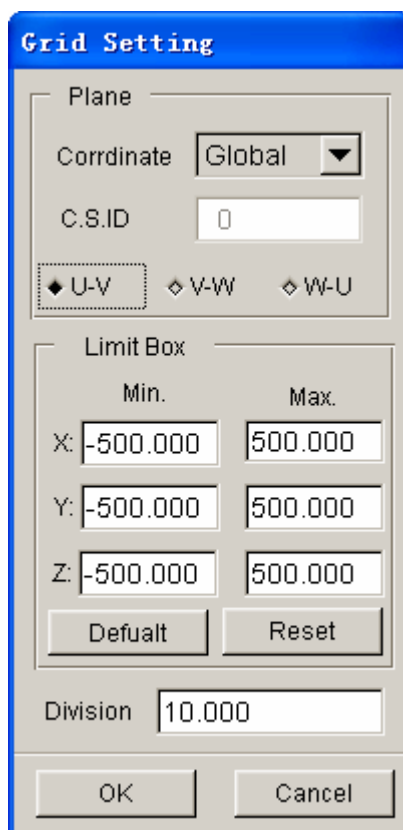 Grid Setting
Plane
Corrdinate Global
C.S.ID 0
U-V V-W W-U
Limit Box
Min. Max.
X: -500.000 500.000
Y: -500.000 500.000
Z: -500.000 500.000
Defualt Reset
Division 10.000
OK Cancel